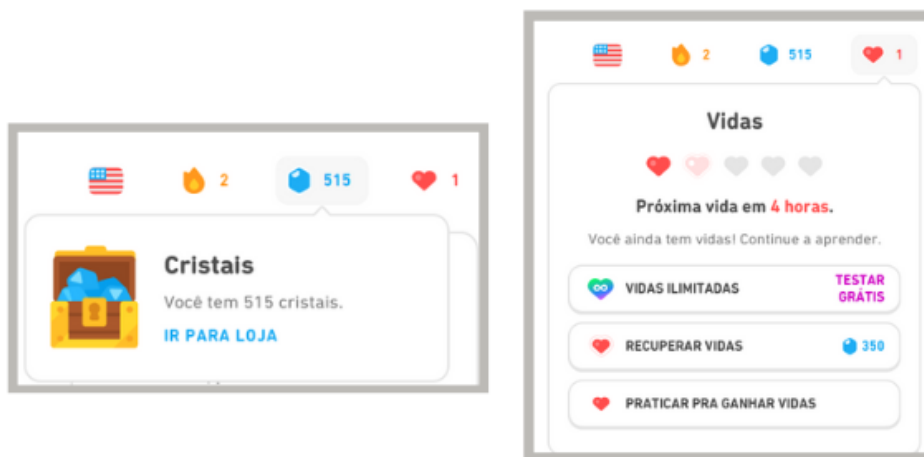 2 515 1
Cristais
Você tem 515 cristais.
IR PARA LOJA
2 515 1
Vidas
Próxima vida em 4 horas.
Você ainda tem vidas! Continue a aprender.
VIDAS ILIMITADAS TESTAR
GRÁTIS
RECUPERAR VIDAS 350
PRATICAR PRA GANHAR VIDAS